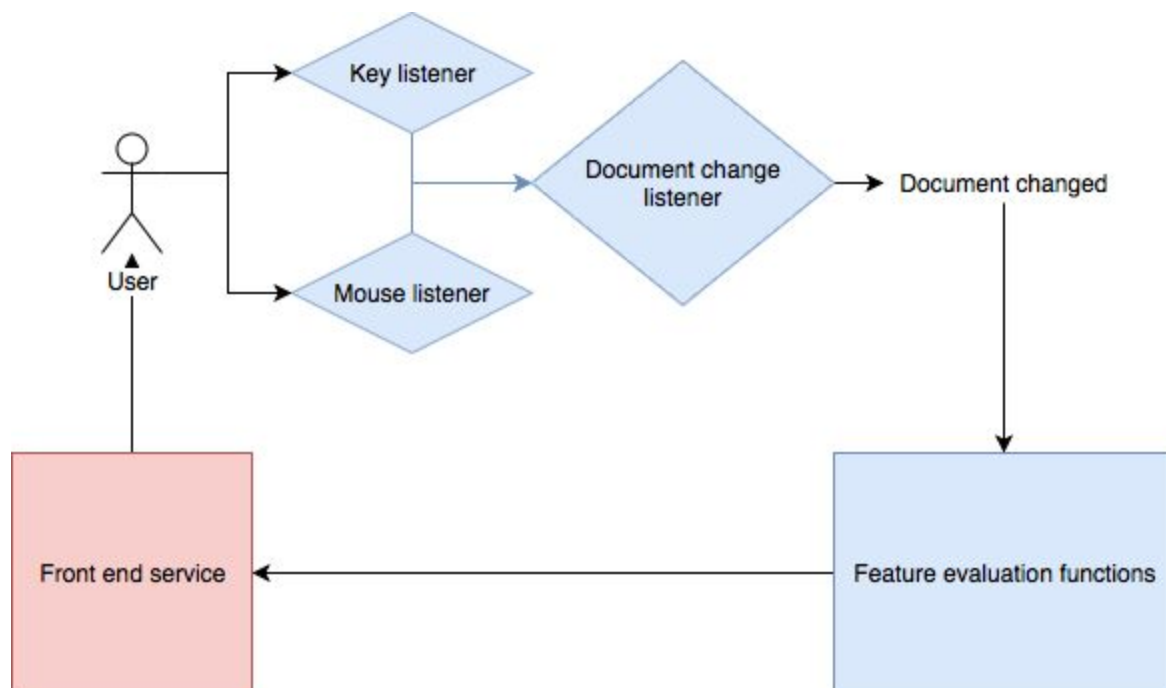 Key listener
Document change
listener
Document changed
User
Mouse listener
Front end service
Feature evaluation functions